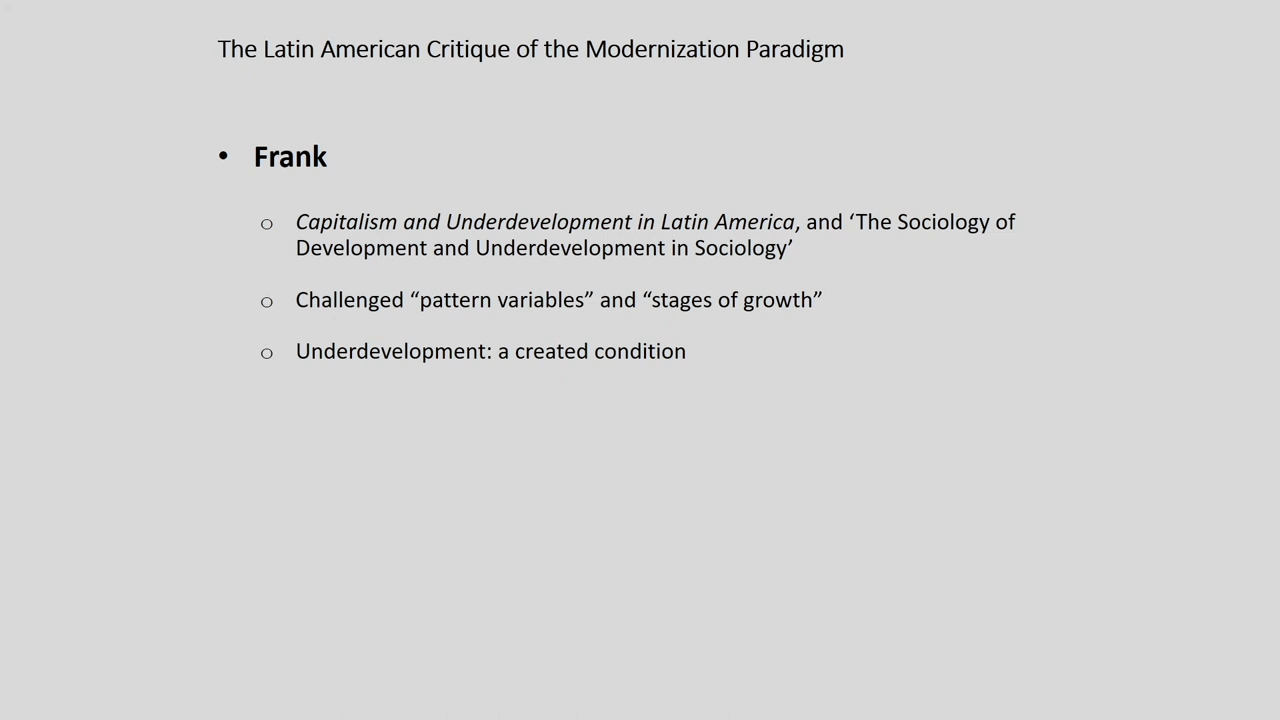 The Latin American Critique of the Modernization Paradigm
• Frank
o Capitalism and Underdevelopment in Latin America, and ‘The Sociology of
Development and Underdevelopment in Sociology’
o Challenged “pattern variables” and “stages of growth”
o Underdevelopment: a created condition